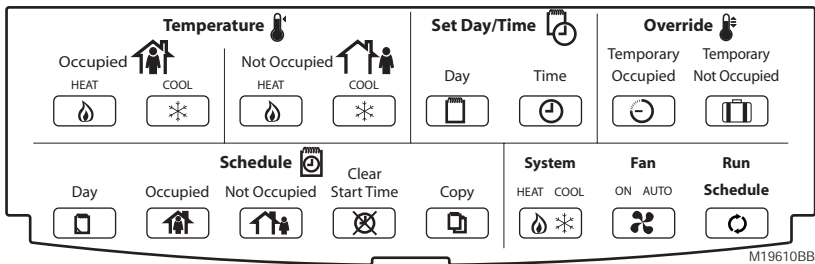 Temperature
Set Day/Time
Override
Occupied
HEAT COOL
Not Occupied
HEAT COOL
Day
Time
Temporary Occupied
Temporary Not Occupied
Schedule
Day
Occupied
Not Occupied
Clear Start Time
Copy
System
HEAT COOL
Fan
ON AUTO
Run Schedule
M19610BB